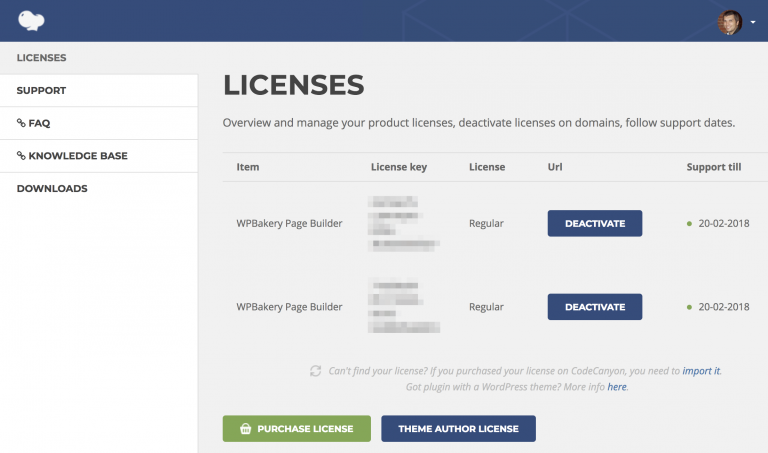 LICENSES
SUPPORT
FAQ
KNOWLEDGE BASE
DOWNLOADS
LICENSES
Overview and manage your product licenses, deactivate licenses on domains, follow support dates.
Item License key License Url Support till
WPBakery Page Builder Regular DEACTIVATE 20-02-2018
WPBakery Page Builder Regular DEACTIVATE 20-02-2018
Can't find your license? If you purchased your license on CodeCanyon, you need to import it.
Got plugin with a WordPress theme? More info here.
PURCHASE LICENSE THEME AUTHOR LICENSE